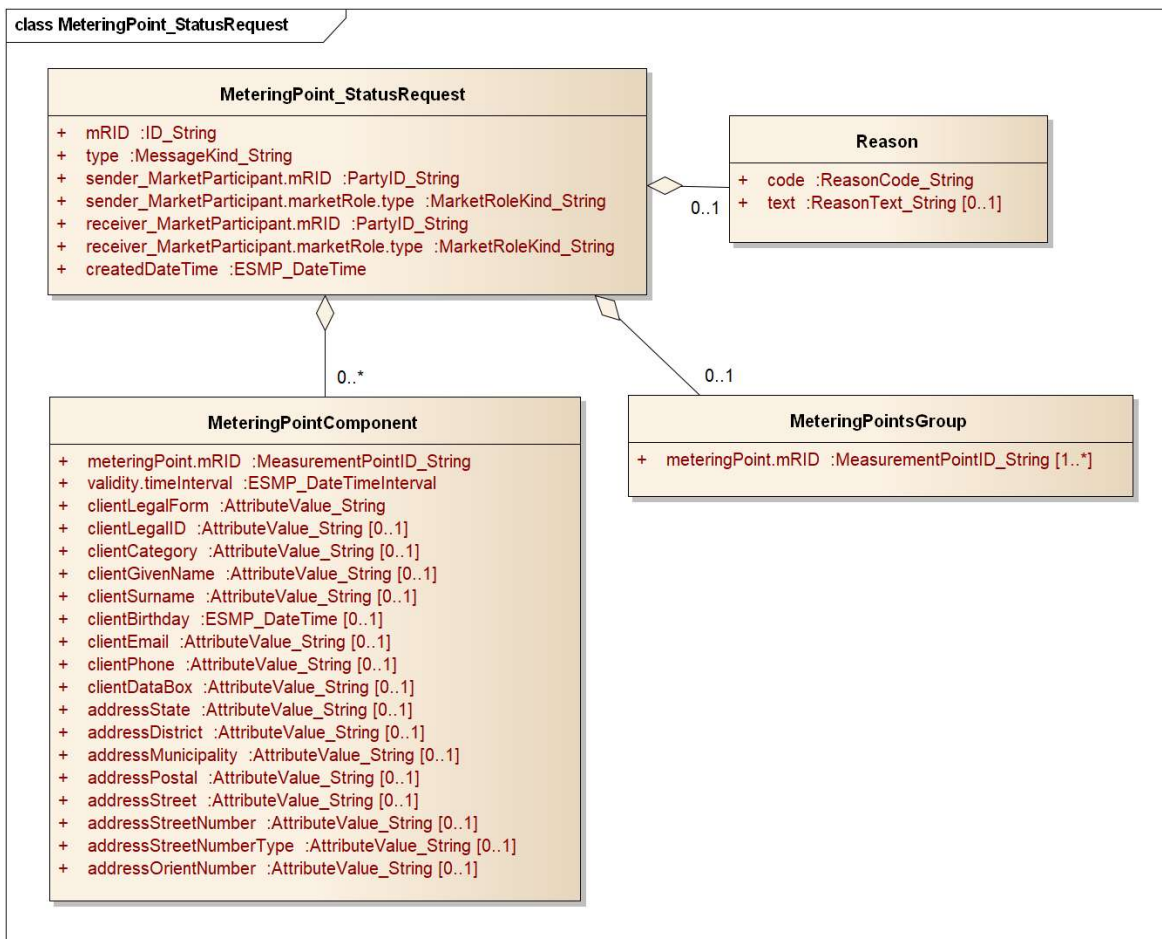 class MeteringPoint_StatusRequest
MeteringPoint_StatusRequest
+ mRID :ID_String
+ type :MessageKind_String
+ sender_MarketParticipant.mRID :PartyID_String
+ sender_MarketParticipant.marketRole.type :MarketRoleKind_String
+ receiver_MarketParticipant.mRID :PartyID_String
+ receiver_MarketParticipant.marketRole.type :MarketRoleKind_String
+ createdDateTime :ESMP_DateTime
Reason
+ code :ReasonCode_String
+ text :ReasonText_String [0..1]
0..1
0..*
0..1
MeteringPointComponent
+ meteringPoint.mRID :MeasurementPointID_String
+ validity.timeInterval :ESMP_DateTimeInterval
+ clientLegalForm :AttributeValue_String
+ clientLegalID :AttributeValue_String [0..1]
+ clientCategory :AttributeValue_String [0..1]
+ clientGivenName :AttributeValue_String [0..1]
+ clientSurname :AttributeValue_String [0..1]
+ clientBirthday :ESMP_DateTime [0..1]
+ clientEmail :AttributeValue_String [0..1]
+ clientPhone :AttributeValue_String [0..1]
+ clientDataBox :AttributeValue_String [0..1]
+ addressState :AttributeValue_String [0..1]
+ addressDistrict :AttributeValue_String [0..1]
+ addressMunicipality :AttributeValue_String [0..1]
+ addressPostal :AttributeValue_String [0..1]
+ addressStreet :AttributeValue_String [0..1]
+ addressStreetNumber :AttributeValue_String [0..1]
+ addressStreetNumberType :AttributeValue_String [0..1]
+ addressOrientNumber :AttributeValue_String [0..1]
MeteringPointsGroup
+ meteringPoint.mRID :MeasurementPointID_String [1..*]